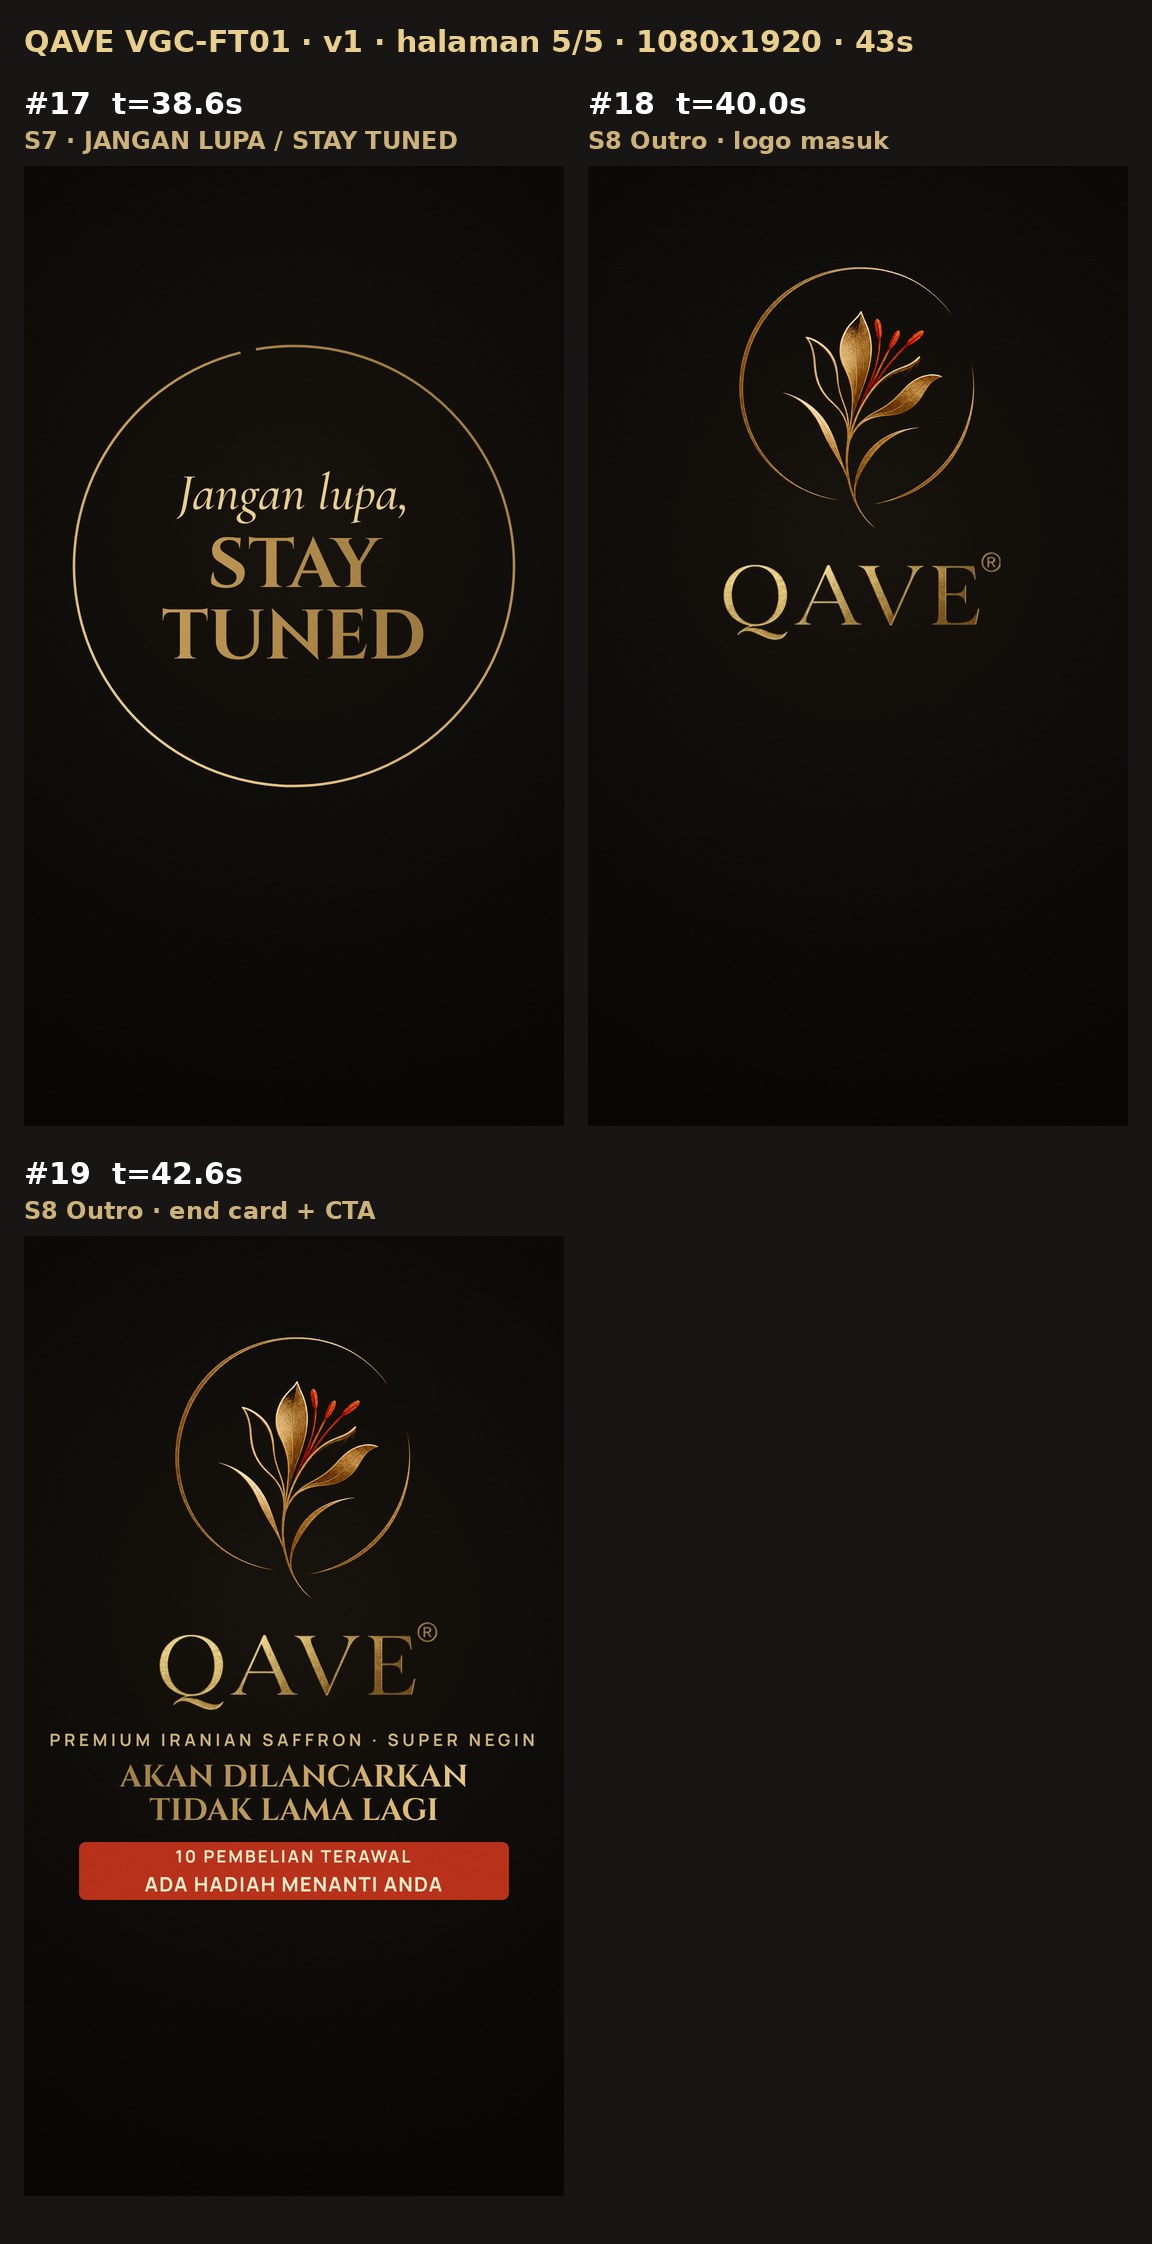 QAVE VGC-FT01 · v1 · halaman 5/5 · 1080x1920 · 43s
#17 t=38.6s
S7 · JANGAN LUPA / STAY TUNED
Jangan lupa,
STAY
TUNED
#18 t=40.0s
S8 Outro · logo masuk
QAVE®
#19 t=42.6s
S8 Outro · end card + CTA
QAVE®
PREMIUM IRANIAN SAFFRON · SUPER NEGIN
AKAN DILANCARKAN
TIDAK LAMA LAGI
10 PEMBELIAN TERAWAL
ADA HADIAH MENANTI ANDA